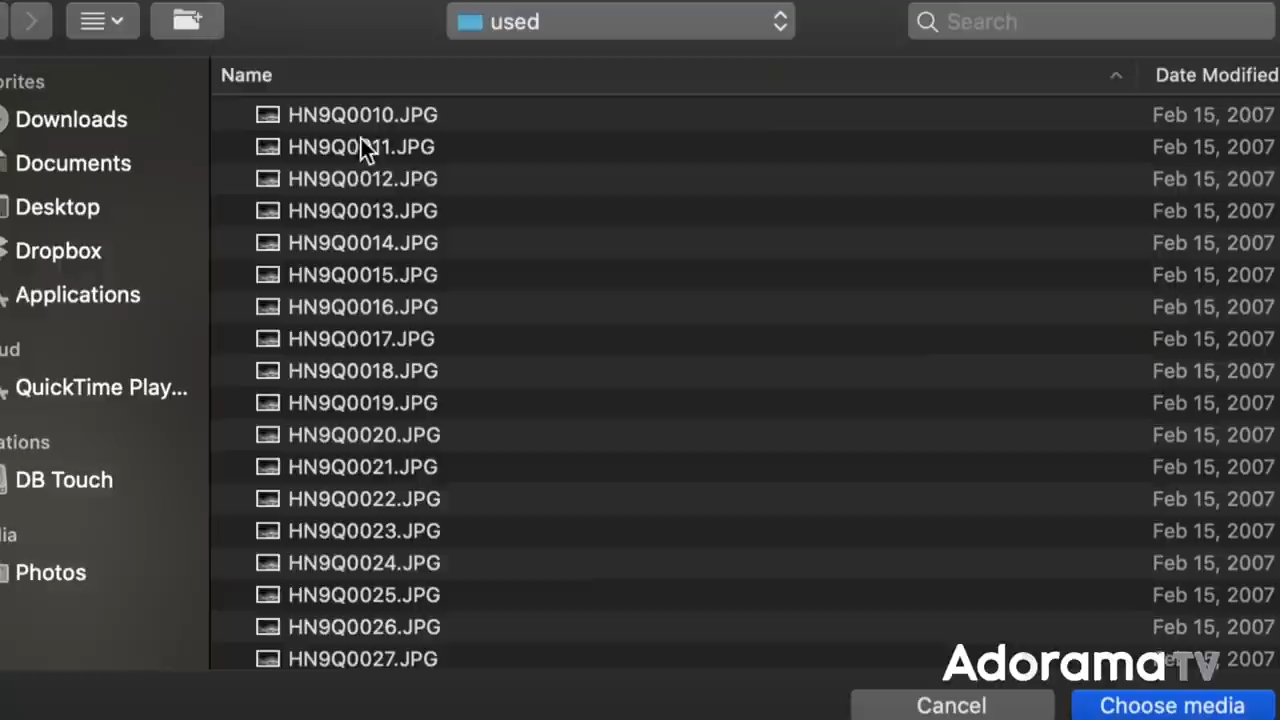 used
Search
Name
Date Modified
orites
Downloads
Documents
Desktop
Dropbox
Applications
ud
QuickTime Play...
ations
DB Touch
lia
Photos
HN9Q0010.JPG Feb 15, 2007
HN9Q0011.JPG Feb 15, 2007
HN9Q0012.JPG Feb 15, 2007
HN9Q0013.JPG Feb 15, 2007
HN9Q0014.JPG Feb 15, 2007
HN9Q0015.JPG Feb 15, 2007
HN9Q0016.JPG Feb 15, 2007
HN9Q0017.JPG Feb 15, 2007
HN9Q0018.JPG Feb 15, 2007
HN9Q0019.JPG Feb 15, 2007
HN9Q0020.JPG Feb 15, 2007
HN9Q0021.JPG Feb 15, 2007
HN9Q0022.JPG Feb 15, 2007
HN9Q0023.JPG Feb 15, 2007
HN9Q0024.JPG Feb 15, 2007
HN9Q0025.JPG Feb 15, 2007
HN9Q0026.JPG Feb 15, 2007
HN9Q0027.JPG
AdoramaTV
Cancel
Choose media